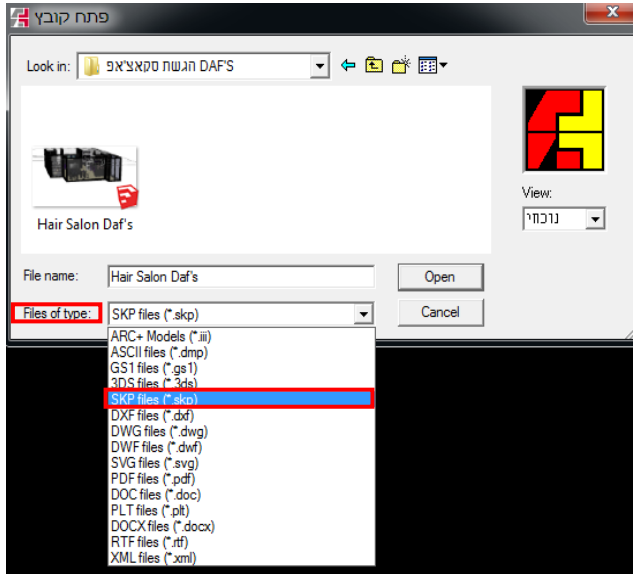 פתח קובץ
Look in: הגשת סקאצ'אפ DAF'S
Hair Salon Daf's
View:
נוכחי
File name: Hair Salon Daf's Open
Files of type: SKP files (*.skp) Cancel
ARC+ Models (*.iii)
ASCII files (*.dmp)
GS1 files (*.gs1)
3DS files (*.3ds)
SKP files (*.skp)
DXF files (*.dxf)
DWG files (*.dwg)
DWF files (*.dwf)
SVG files (*.svg)
PDF files (*.pdf)
DOC files (*.doc)
PLT files (*.plt)
DOCX files (*.docx)
RTF files (*.rtf)
XML files (*.xml)